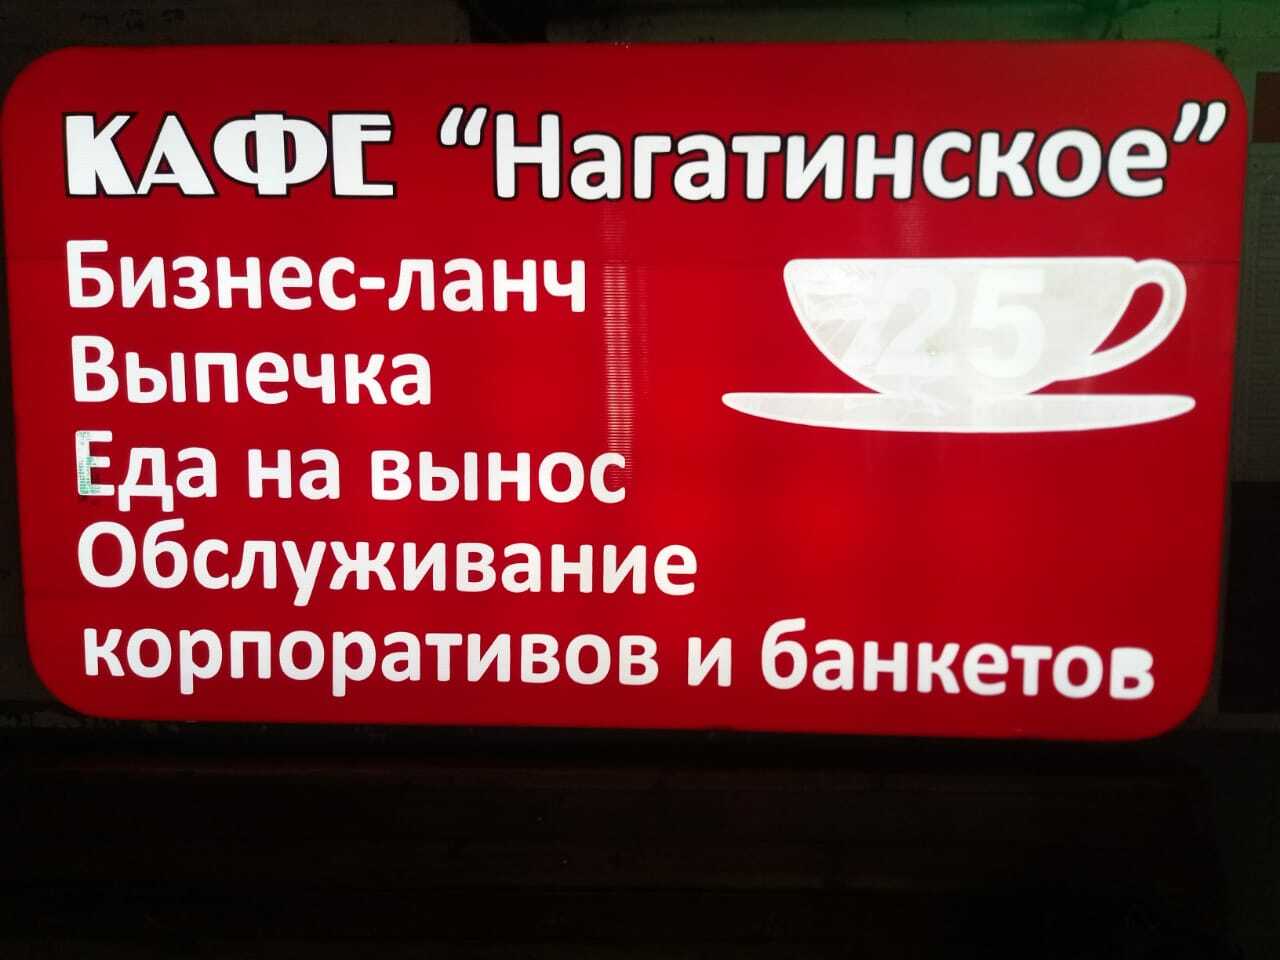 КАФЕ “Нагатинское”
Бизнес-ланч
25
Выпечка
Еда на вынос
Обслуживание
корпоративов и банкетов